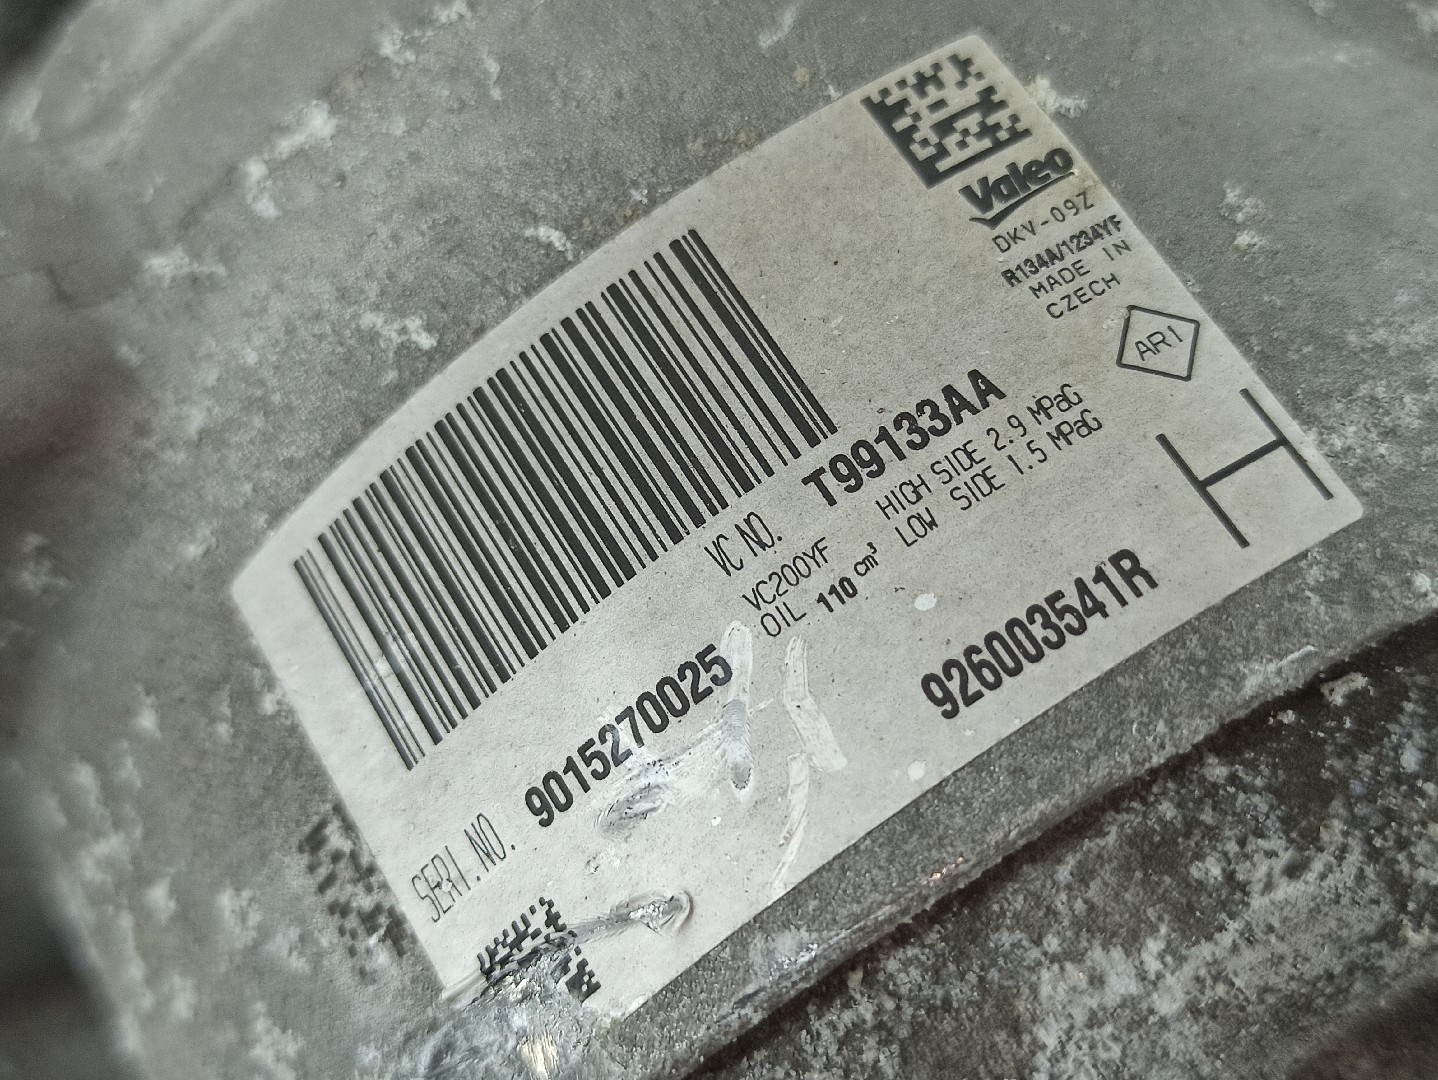 Valeo
DKV-09Z
R134A/1234YF
MADE IN
CZECH
ARI
H
VC NO. T99133AA
VC200YF HIGH SIDE 2.9 MPaG
OIL 110 cm³ LOW SIDE 1.5 MPaG
SERI.NO. 9015270025
926003541R